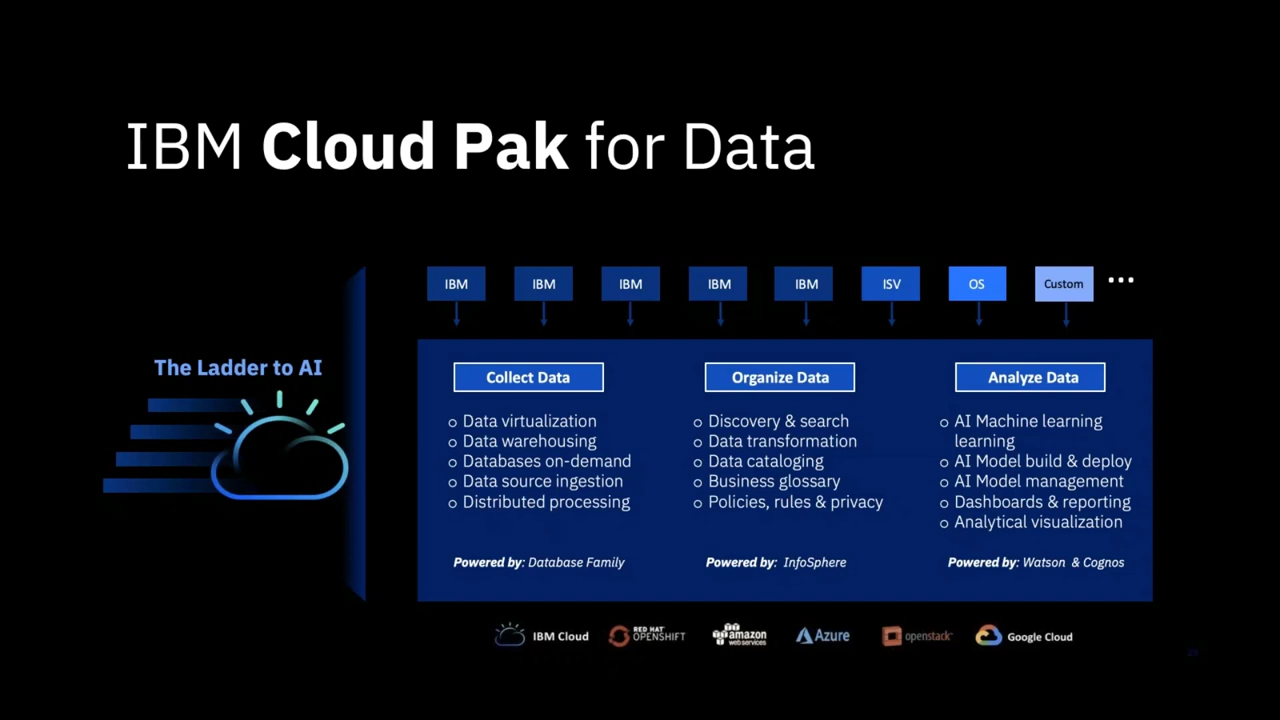 IBM Cloud Pak for Data
IBM
IBM
IBM
IBM
IBM
ISV
OS
Custom
...
The Ladder to AI
Collect Data
o Data virtualization
o Data warehousing
o Databases on-demand
o Data source ingestion
o Distributed processing
Powered by: Database Family
Organize Data
o Discovery & search
o Data transformation
o Data cataloging
o Business glossary
o Policies, rules & privacy
Powered by: InfoSphere
Analyze Data
o AI Machine learning
learning
o AI Model build & deploy
o AI Model management
o Dashboards & reporting
o Analytical visualization
Powered by: Watson & Cognos
IBM Cloud
RED HAT
OPENSHIFT
amazon
web services
Azure
openstack
Google Cloud